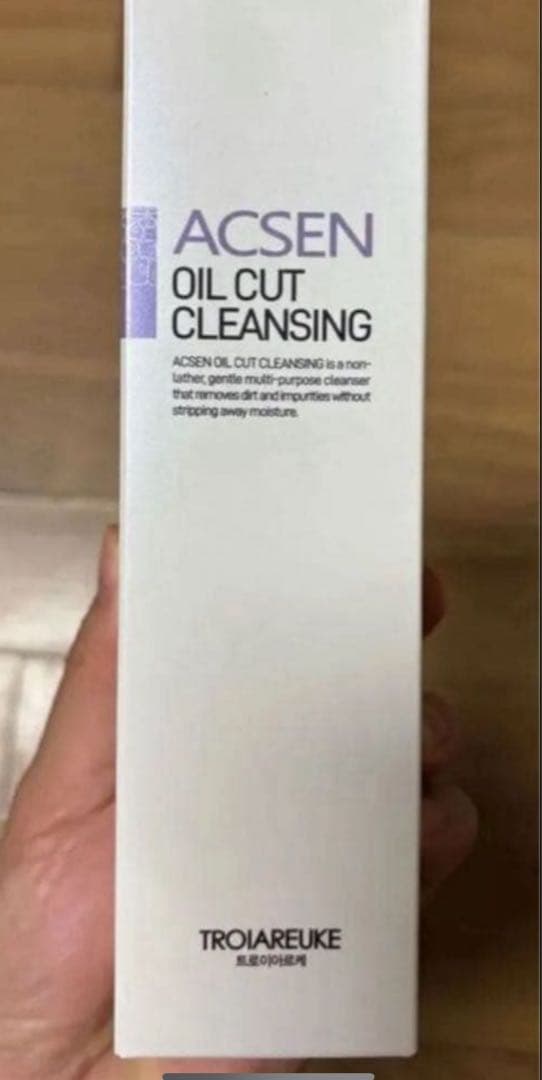 ACSEN
OIL CUT
CLEANSING
ACSEN OIL CUT CLEANSING is a non-
lather, gentle multi-purpose cleanser
that removes dirt and impurities without
stripping away moisture.
TROIAREUKE
트로이아르케